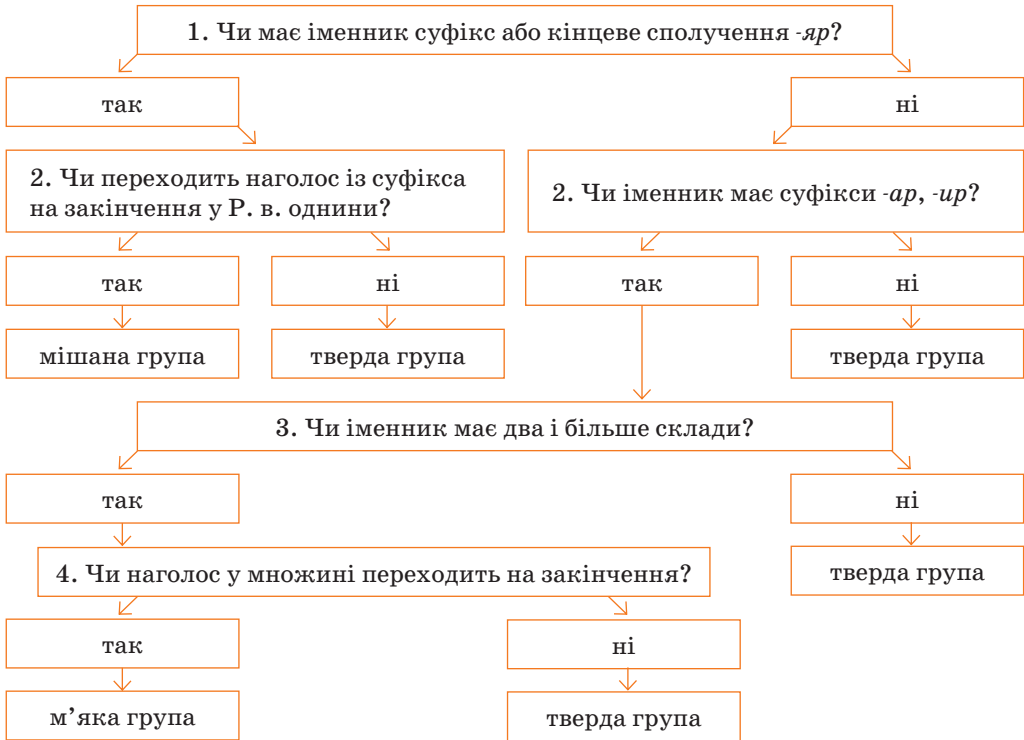 1. Чи має іменник суфікс або кінцеве сполучення -яр?
так
ні
2. Чи переходить наголос із суфікса
на закінчення у Р. в. однини?
2. Чи іменник має суфікси -ар, -ир?
так
ні
так
ні
мішана група
тверда група
тверда група
3. Чи іменник має два і більше склади?
так
ні
4. Чи наголос у множині переходить на закінчення?
тверда група
так
ні
м’яка група
тверда група